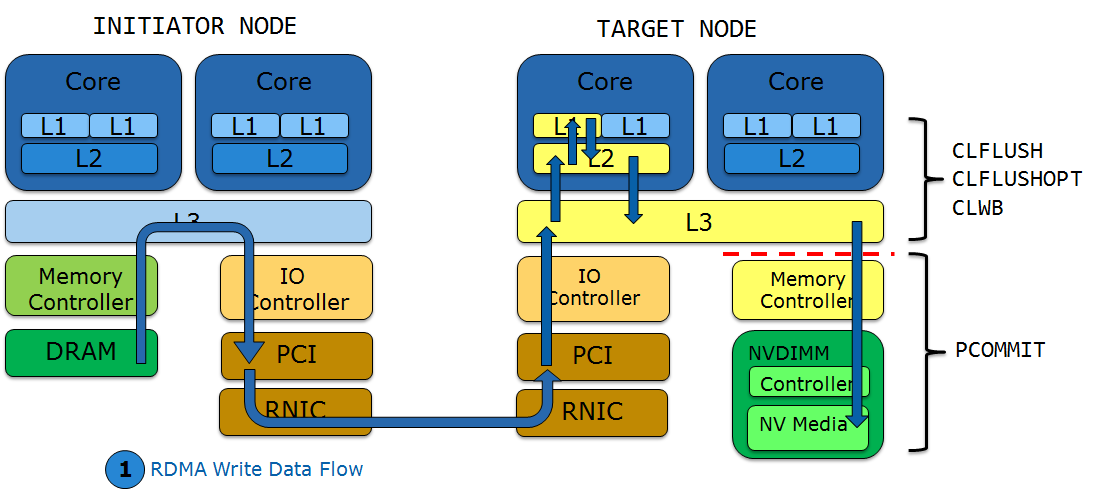 INITIATOR NODE
TARGET NODE
Core
Core
Core
Core
L1
L1
L1
L1
L1
L1
L1
L1
L2
L2
L2
L2
CLFLUSH
CLFLUSHOPT
CLWB
L3
L3
Memory
Controller
IO
Controller
IO
Controller
Memory
Controller
DRAM
PCI
PCI
NVDIMM
Controller
PCOMMIT
RNIC
RNIC
NV Media
1 RDMA Write Data Flow